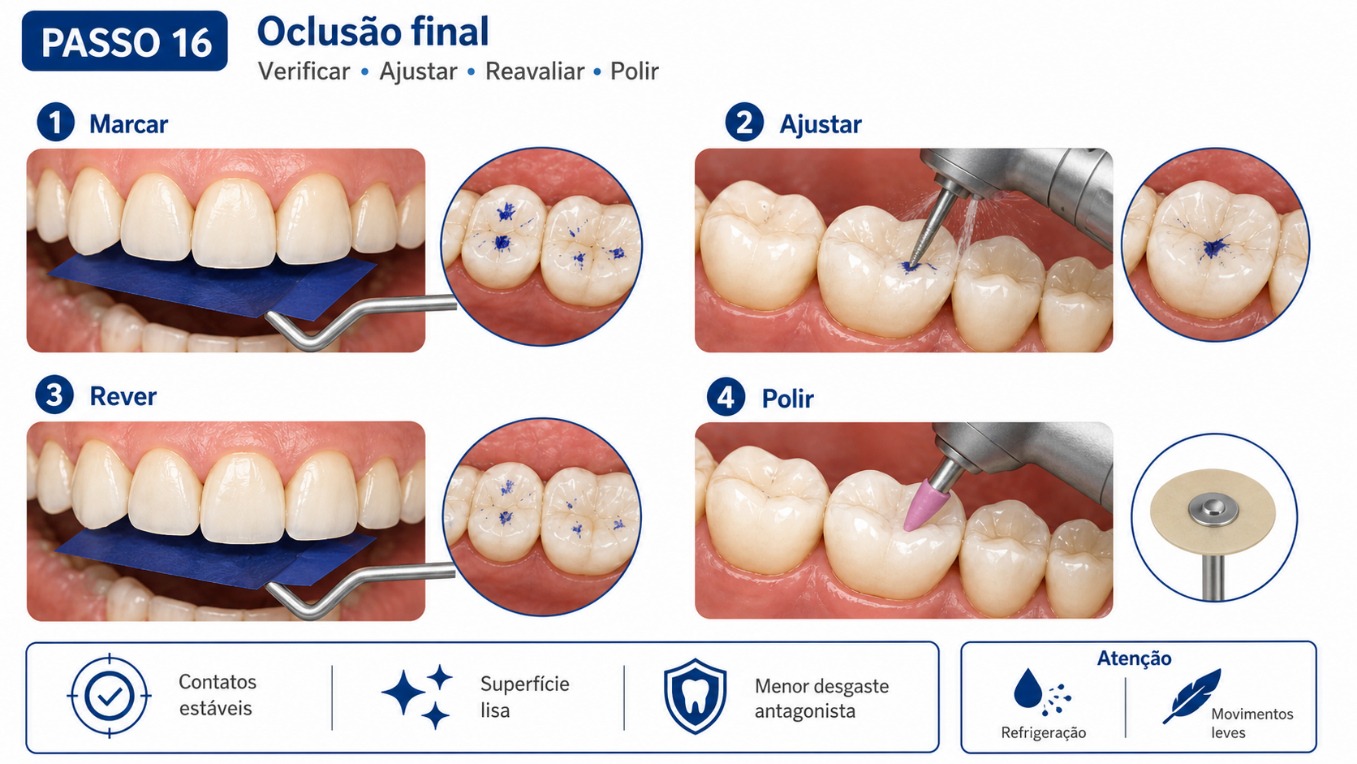 PASSO 16
Oclusão final
Verificar • Ajustar • Reavaliar • Polir
1 Marcar
2 Ajustar
3 Rever
4 Polir
Contatos
estáveis
Superfície
lisa
Menor desgaste
antagonista
Atenção
Refrigeração
Movimentos
leves